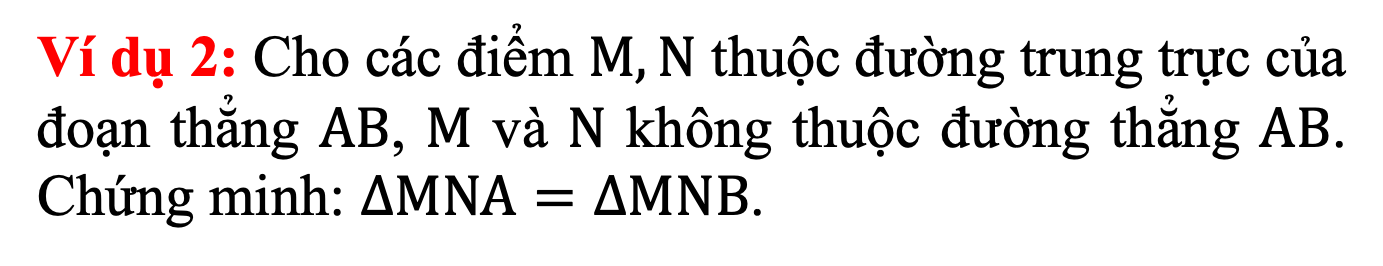 Ví dụ 2: Cho các điểm M, N thuộc đường trung trực của
đoạn thẳng AB, M và N không thuộc đường thẳng AB.
Chứng minh: ΔMNA = ΔMNB.